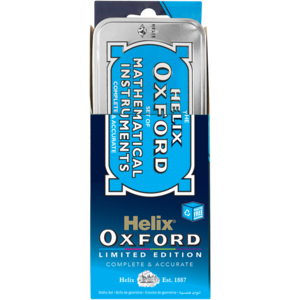 THE
HELIX
OXFORD
SET OF
MATHEMATICAL
INSTRUMENTS
COMPLETE & ACCURATE
Helix
OXFORD
LIMITED EDITION
COMPLETE & ACCURATE
Helix Est. 1887